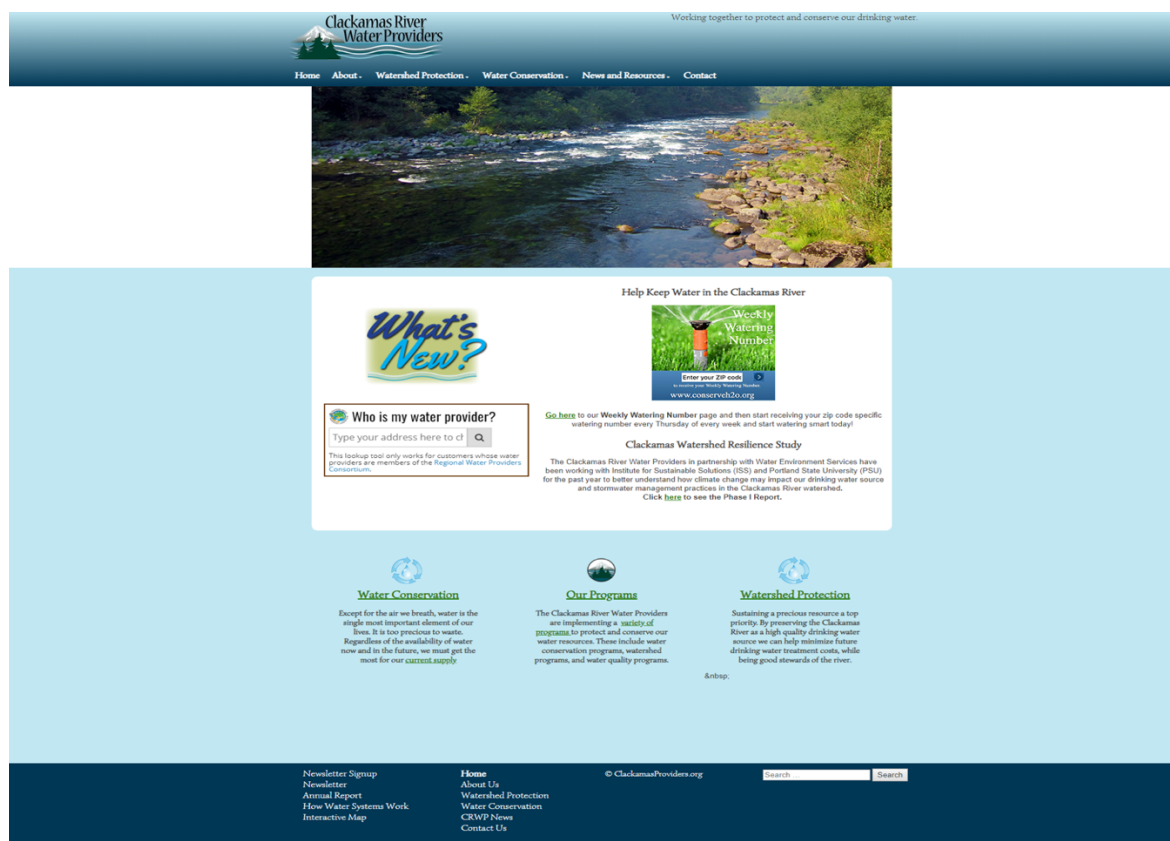 Clackamas River
Water Providers
Working together to protect and conserve our drinking water.
Home About Watershed Protection Water Conservation News and Resources Contact
What's
New?
Who is my water provider?
Type your address here to cl
This lookup tool only works for customers whose water
providers are members of the Regional Water Providers
Consortium.
Help Keep Water in the Clackamas River
Weekly
Watering
Number
Enter your ZIP code
to receive your Weekly Watering Number
www.conserveh2o.org
Go here to our Weekly Watering Number page and then start receiving your zip code specific
watering number every Thursday of every week and start watering smart today!
Clackamas Watershed Resilience Study
The Clackamas River Water Providers in partnership with Water Environment Services have
been working with Institute for Sustainable Solutions (ISS) and Portland State University (PSU)
for the past year to better understand how climate change may impact our drinking water source
and stormwater management practices in the Clackamas River watershed.
Click here to see the Phase I Report.
Water Conservation
Except for the air we breath, water is the
single most important element of our
lives. It is too precious to waste.
Regardless of the availability of water
now and in the future, we must get the
most for our current supply
Our Programs
The Clackamas River Water Providers
are implementing a variety of
programs to protect and conserve our
water resources. These include water
conservation programs, watershed
programs, and water quality programs.
Watershed Protection
Sustaining a precious resource a top
priority. By preserving the Clackamas
River as a high quality drinking water
source we can help minimize future
drinking water treatment costs, while
being good stewards of the river.
&nbsp;
Newsletter Signup
Newsletter
Annual Report
How Water Systems Work
Interactive Map
Home
About Us
Watershed Protection
Water Conservation
CRWP News
Contact Us
© ClackamasProviders.org
Search ... Search